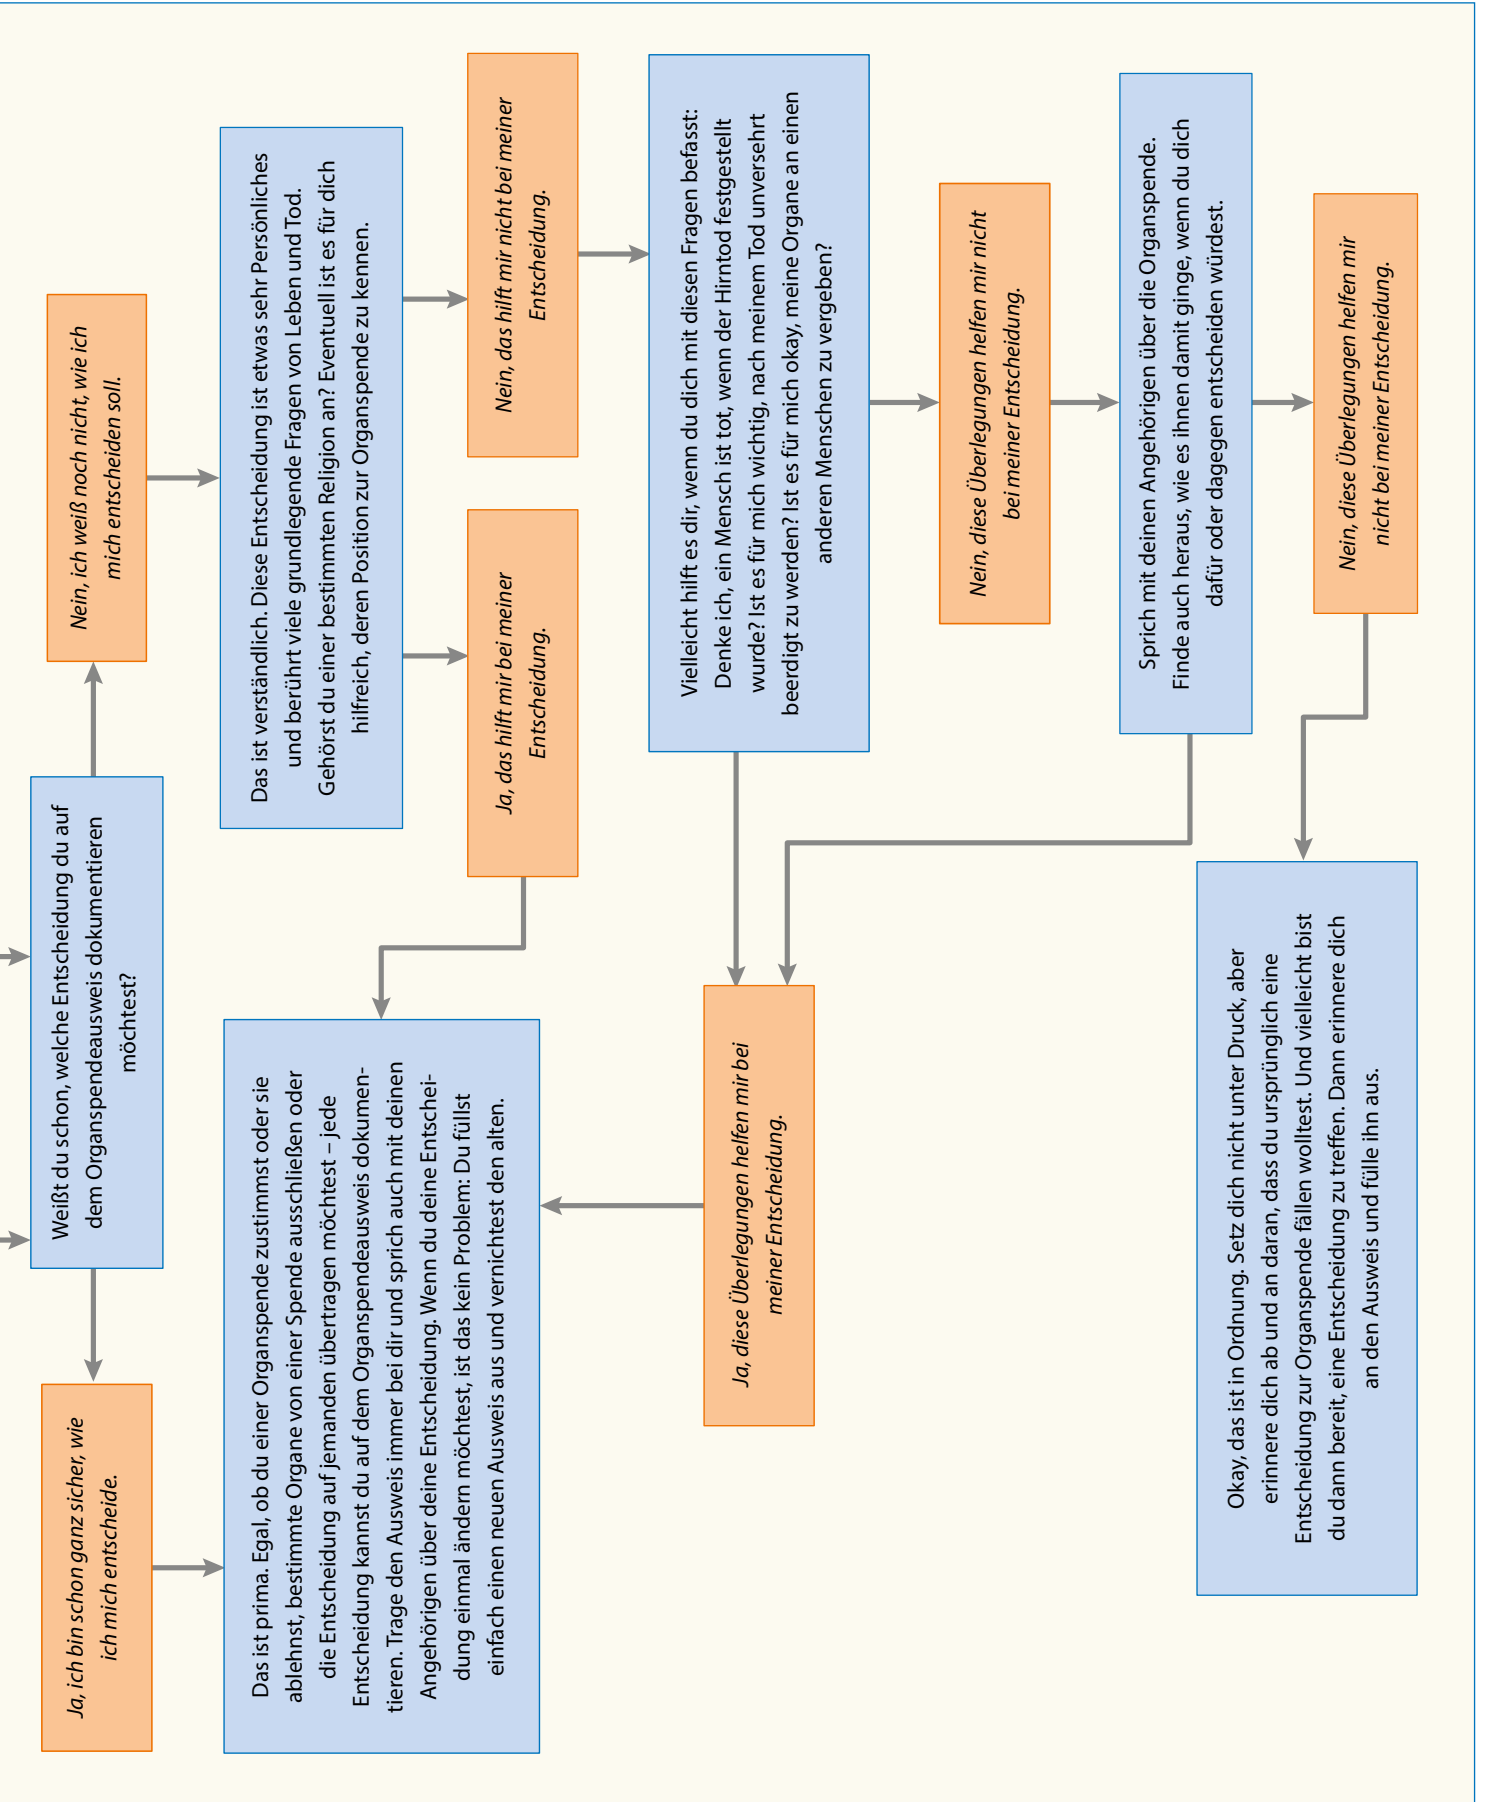 Weißt du schon, welche Entscheidung du auf
dem Organspendeausweis dokumentieren
möchtest?
Ja, ich bin schon ganz sicher, wie
ich mich entscheide.
Nein, ich weiß noch nicht, wie ich
mich entscheiden soll.
Das ist prima. Egal, ob du einer Organspende zustimmst oder sie
ablehnst, bestimmte Organe von einer Spende ausschließen oder
die Entscheidung auf jemanden übertragen möchtest – jede
Entscheidung kannst du auf dem Organspendeausweis dokumen-
tieren. Trage den Ausweis immer bei dir und sprich auch mit deinen
Angehörigen über deine Entscheidung. Wenn du deine Entschei-
dung einmal ändern möchtest, ist das kein Problem: Du füllst
einfach einen neuen Ausweis aus und vernichtest den alten.
Das ist verständlich. Diese Entscheidung ist etwas sehr Persönliches
und berührt viele grundlegende Fragen von Leben und Tod.
Gehörst du einer bestimmten Religion an? Eventuell ist es für dich
hilfreich, deren Position zur Organspende zu kennen.
Ja, das hilft mir bei meiner
Entscheidung.
Nein, das hilft mir nicht bei meiner
Entscheidung.
Vielleicht hilft es dir, wenn du dich mit diesen Fragen befasst:
Denke ich, ein Mensch ist tot, wenn der Hirntod festgestellt
wurde? Ist es für mich wichtig, nach meinem Tod unversehrt
beerdigt zu werden? Ist es für mich okay, meine Organe an einen
anderen Menschen zu vergeben?
Ja, diese Überlegungen helfen mir bei
meiner Entscheidung.
Nein, diese Überlegungen helfen mir nicht
bei meiner Entscheidung.
Sprich mit deinen Angehörigen über die Organspende.
Finde auch heraus, wie es ihnen damit ginge, wenn du dich
dafür oder dagegen entscheiden würdest.
Nein, diese Überlegungen helfen mir
nicht bei meiner Entscheidung.
Okay, das ist in Ordnung. Setz dich nicht unter Druck, aber
erinnere dich ab und an daran, dass du ursprünglich eine
Entscheidung zur Organspende fällen wolltest. Und vielleicht bist
du dann bereit, eine Entscheidung zu treffen. Dann erinnere dich
an den Ausweis und fülle ihn aus.